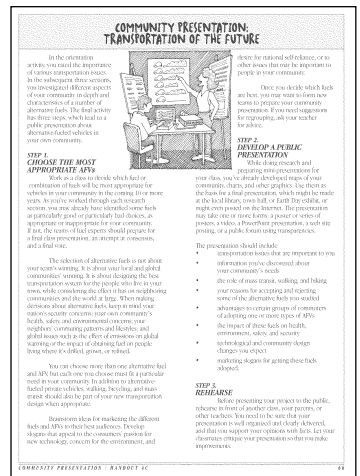 COMMUNITY PRESENTATION:
TRANSPORTATION OF THE FUTURE
In the orientation
activity, you rated the importance
of various transportation issues.
In the subsequent three sections,
you investigated different aspects
of your community in depth and
characteristics of a number of
alternative fuels. The final activity
has three steps, which lead to a
public presentation about
alternative-fueled vehicles in
your own community.
STEP 1.
CHOOSE THE MOST
APPROPRIATE AFVs
Work as a class to decide which fuel or
combination of fuels will be most appropriate for
vehicles in your community in the coming 10 or more
years. As you've worked through each research
section, you may already have identified some fuels
as particularly good or particularly bad choices, as
appropriate or inappropriate for your community.
If not, the teams of fuel experts should prepare for
a final class presentation, an attempt at consensus,
and a final vote.
The selection of alternative fuels is not about
your team's winning. It is about your local and global
communities' winning. It is about designing the best
transportation system for the people who live in your
town, while considering the effect it has on neighboring
communities and the world at large. When making
decisions about alternative fuels, keep in mind your
nation's security concerns; your own community's
health, safety, and environmental concerns; your
neighbors' commuting patterns and lifestyles; and
global issues such as the effect of emissions on global
warming or the impact of obtaining fuel on people
living where it's drilled, grown, or refined.
You can choose more than one alternative fuel
and AFV, but each one you choose must fit a particular
need in your community. In addition to alternative-
fueled private vehicles, walking, bicycling, and mass
transit should also be part of your new transportation
design when appropriate.
Brainstorm ideas for marketing the different
fuels and AFVs to their best audiences. Develop
slogans that appeal to the consumers' passion for
new technology, concern for the environment, and
desire for national self-reliance, or to
other issues that may be important to
people in your community.
Once you decide which fuels
are best, you may want to form new
teams to prepare your community
presentation. If you need suggestions
for regrouping, ask your teacher
for advice.
STEP 2.
DEVELOP A PUBLIC
PRESENTATION
While doing research and
preparing mini-presentations for
your class, you've already developed maps of your
community, charts, and other graphics. Use them as
the basis for a final presentation, which might be made
at the local library, town hall, or Earth Day exhibit, or
might even posted on the Internet. The presentation
may take one or more forms: a poster or series of
posters, a video, a PowerPoint presentation, a web site
posting, or a public forum using transparencies.
The presentation should include:
• transportation issues that are important to you
• information you've discovered about
your community's needs
• the role of mass transit, walking, and biking
• your reasons for accepting and rejecting
some of the alternative fuels you studied
• advantages to certain groups of commuters
of adopting one or more types of AFVs
• the impact of these fuels on health,
environment, safety, and security
• technological and community design
changes you expect
• marketing slogans for getting these fuels
adopted.
STEP 3.
REHEARSE
Before presenting your project to the public,
rehearse in front of another class, your parents, or
other teachers. You need to be sure that your
presentation is well organized and clearly delivered,
and that you support your opinions with facts. Let your
classmates critique your presentation so that you make
improvements.
COMMUNITY PRESENTATION | HANDOUT 4C